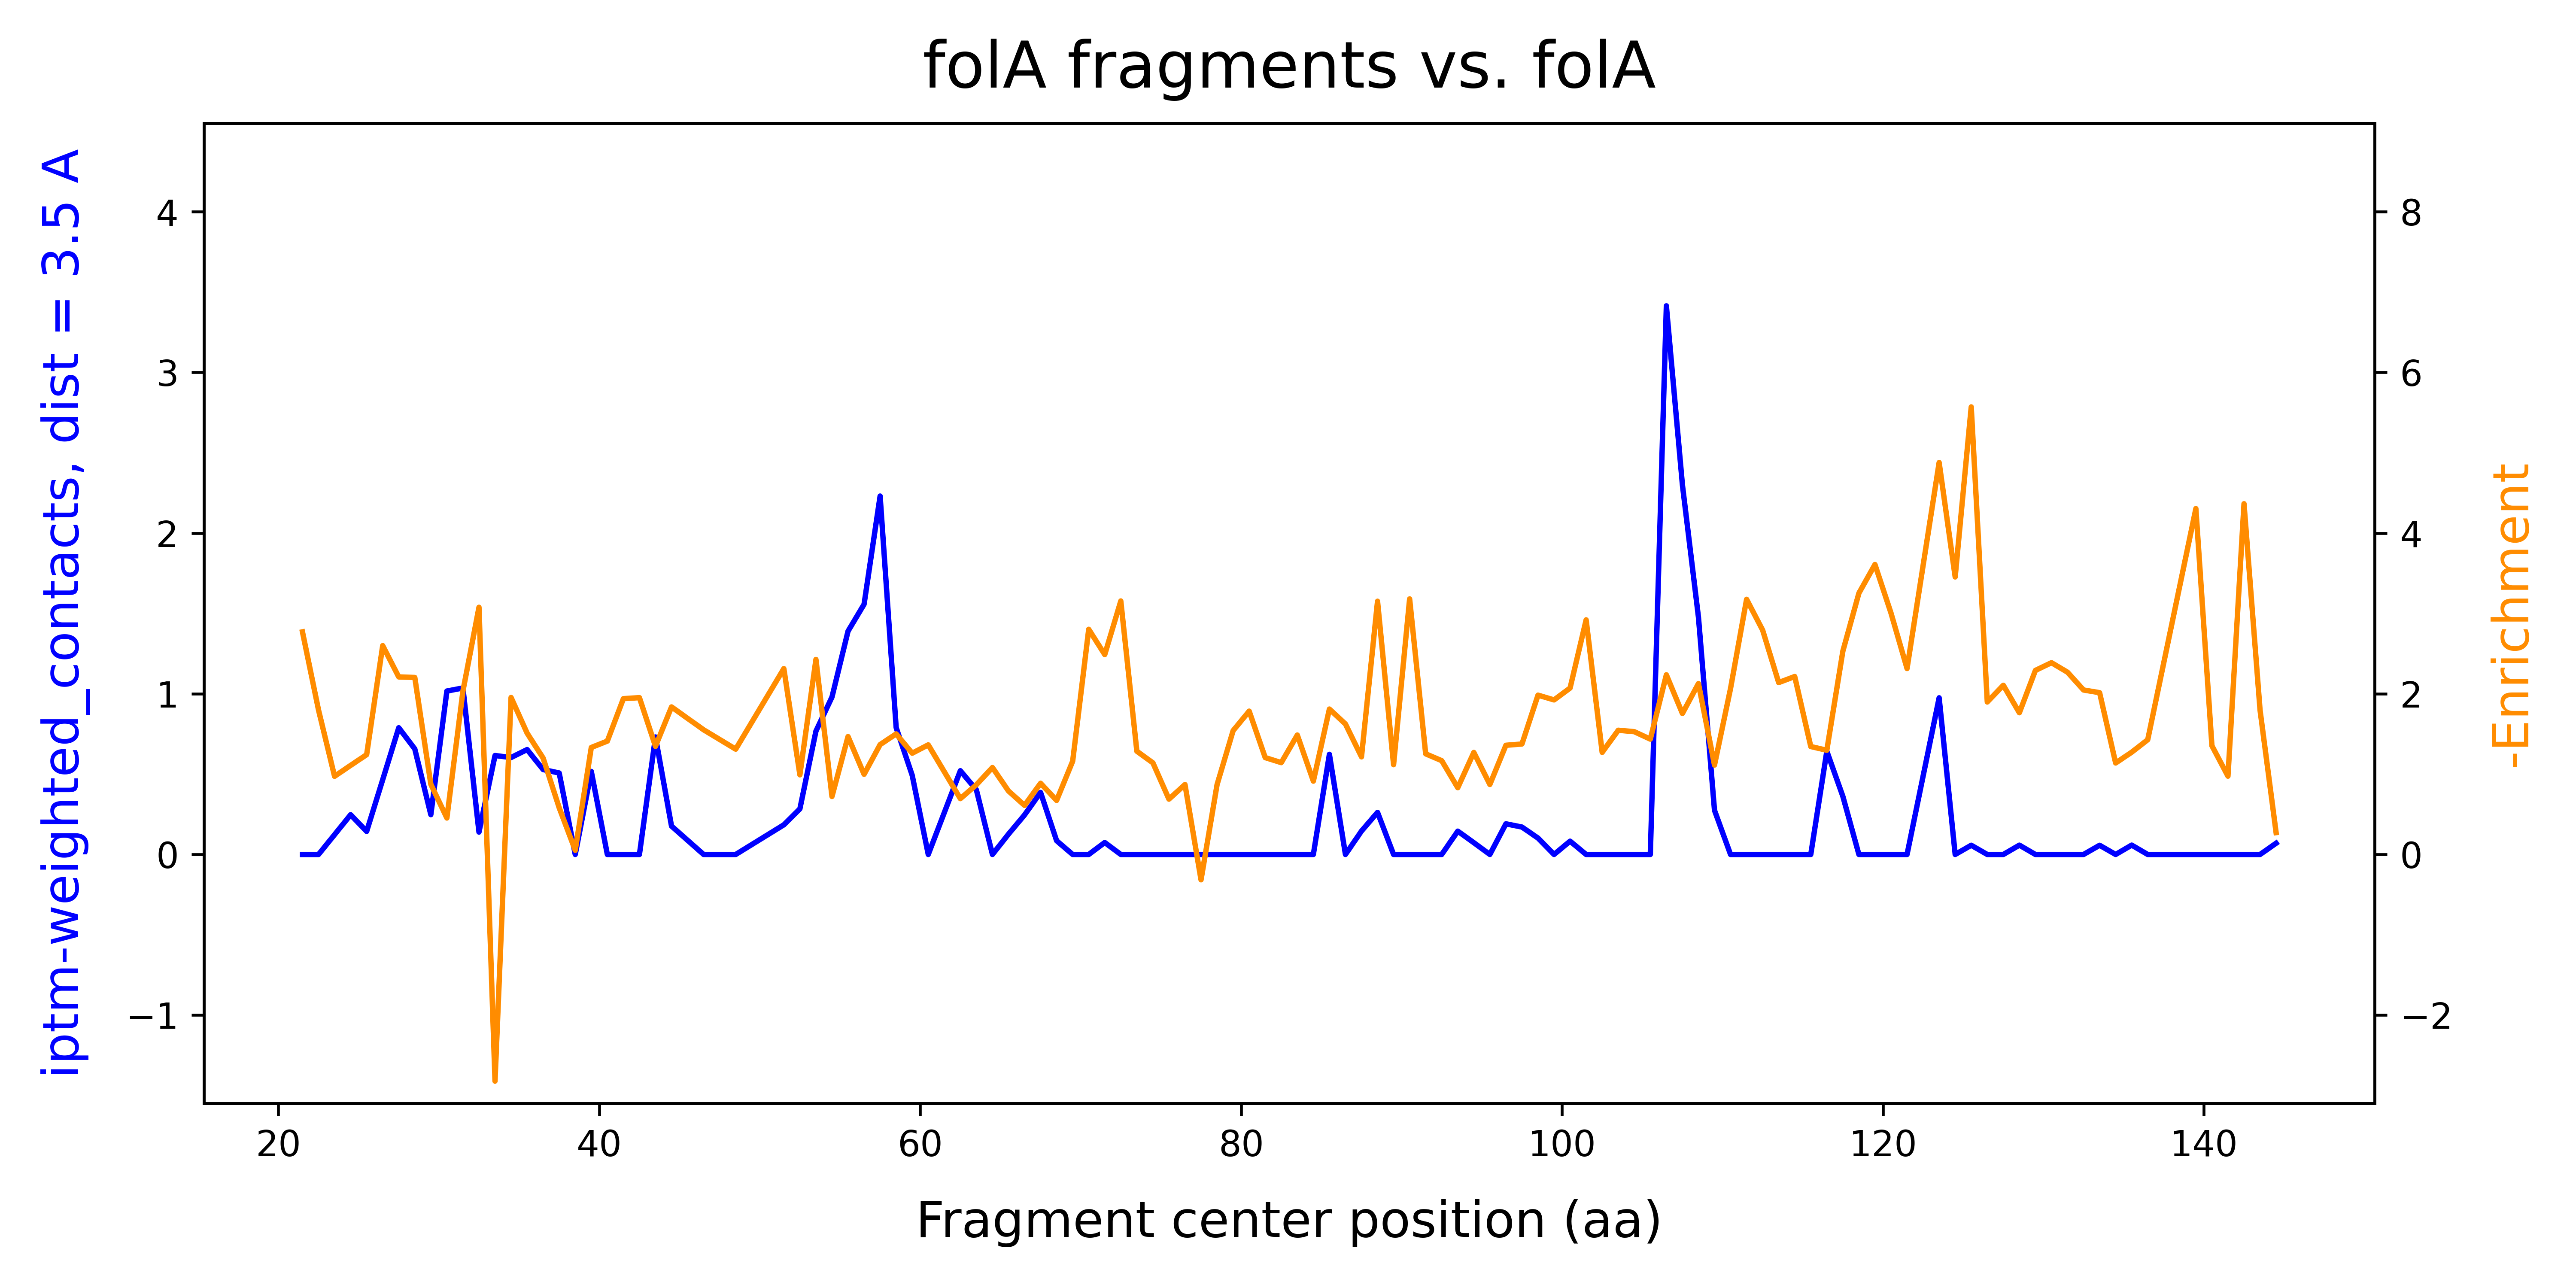 folA fragments vs. folA
iptm-weighted_contacts, dist = 3.5 A
4
3
2
1
0
−1
8
6
4
2
0
−2
-Enrichment
20 40 60 80 100 120 140
Fragment center position (aa)